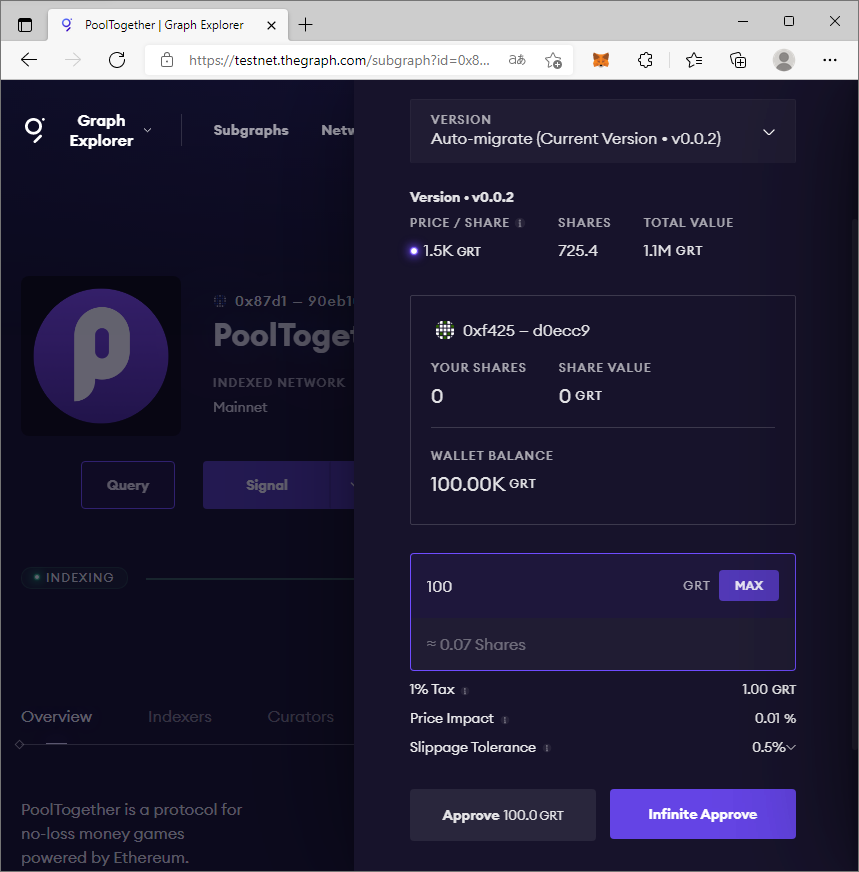 PoolTogether | Graph Explorer
https://testnet.thegraph.com/subgraph?id=0x8...
Graph
Explorer
Subgraphs
VERSION
Auto-migrate (Current Version • v0.0.2)
Version • v0.0.2
PRICE / SHARE
SHARES
TOTAL VALUE
1.5K GRT
725.4
1.1M GRT
0x87d1 – 90eb1
PoolToget
INDEXED NETWORK
Mainnet
Query
Signal
INDEXING
0xf425 – d0ecc9
YOUR SHARES
SHARE VALUE
0
0 GRT
WALLET BALANCE
100.00K GRT
100
GRT
MAX
≈ 0.07 Shares
1% Tax
1.00 GRT
Price Impact
0.01 %
Slippage Tolerance
0.5%
Approve 100.0 GRT
Infinite Approve
Overview
Indexers
Curators
PoolTogether is a protocol for
no-loss money games
powered by Ethereum.